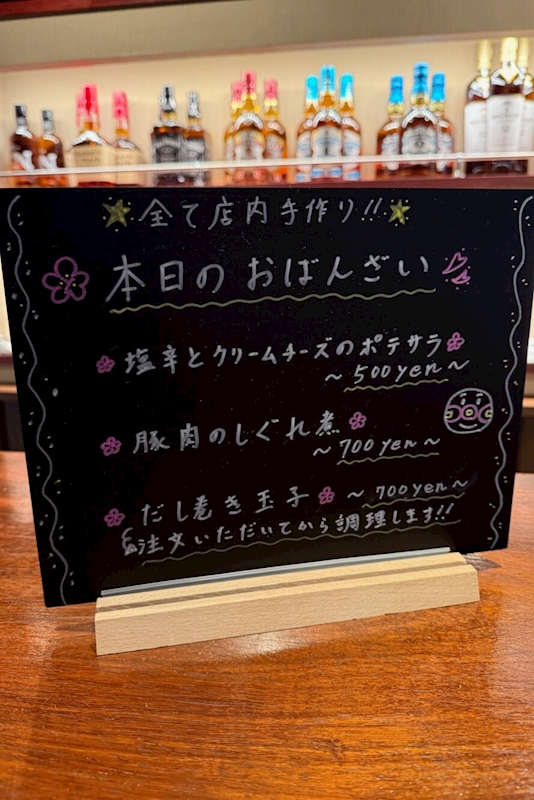 全て店内手作り!!
本日のおばんざい
塩辛とクリームチーズのポテサラ
～500yen～
豚肉のしぐれ煮
～700yen～
だし巻き玉子 ～700yen～
ご注文いただいてから調理します!!